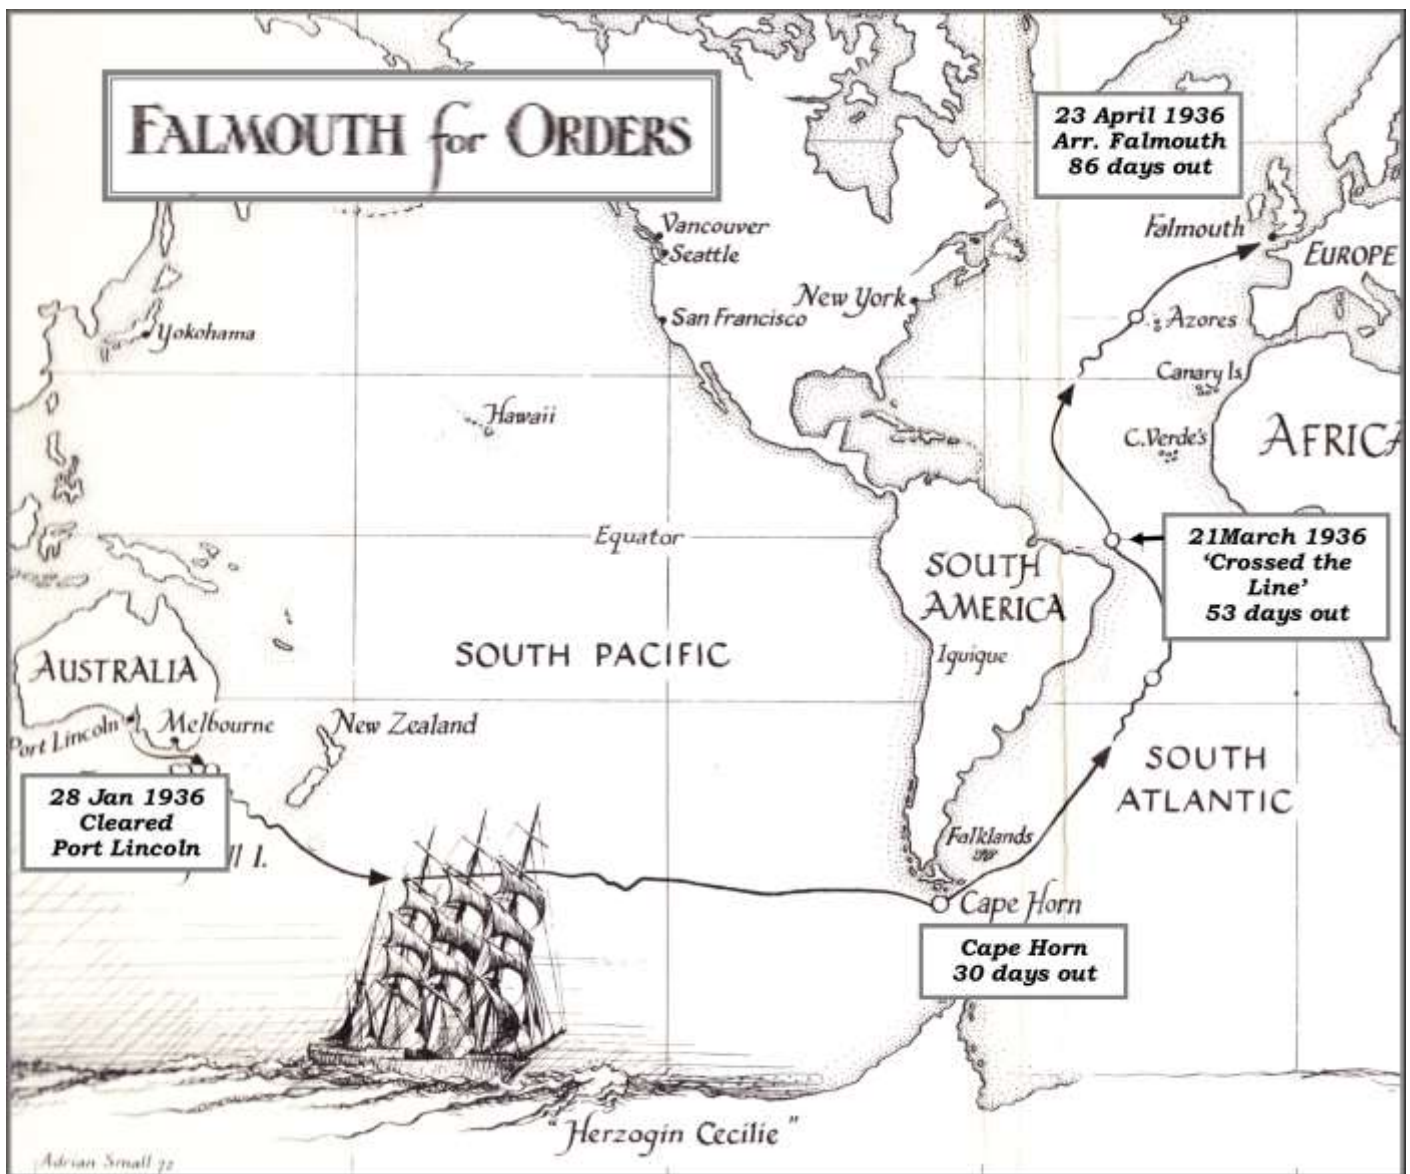 FALMOUTH for ORDERS
23 April 1936
Arr. Falmouth
86 days out
Vancouver
Seattle
Falmouth
EUROPE
New York
San Francisco
Azores
Yokohama
Canary Is.
Hawaii
C.Verde's
AFRICA
Equator
21March 1936
‘Crossed the
Line’
53 days out
SOUTH
AMERICA
SOUTH PACIFIC
Iquique
AUSTRALIA
Port Lincoln
Melbourne
New Zealand
SOUTH
ATLANTIC
28 Jan 1936
Cleared
Port Lincoln
I.
Falklands
Cape Horn
Cape Horn
30 days out
"Herzogin Cecilie"
Adrian Small 72